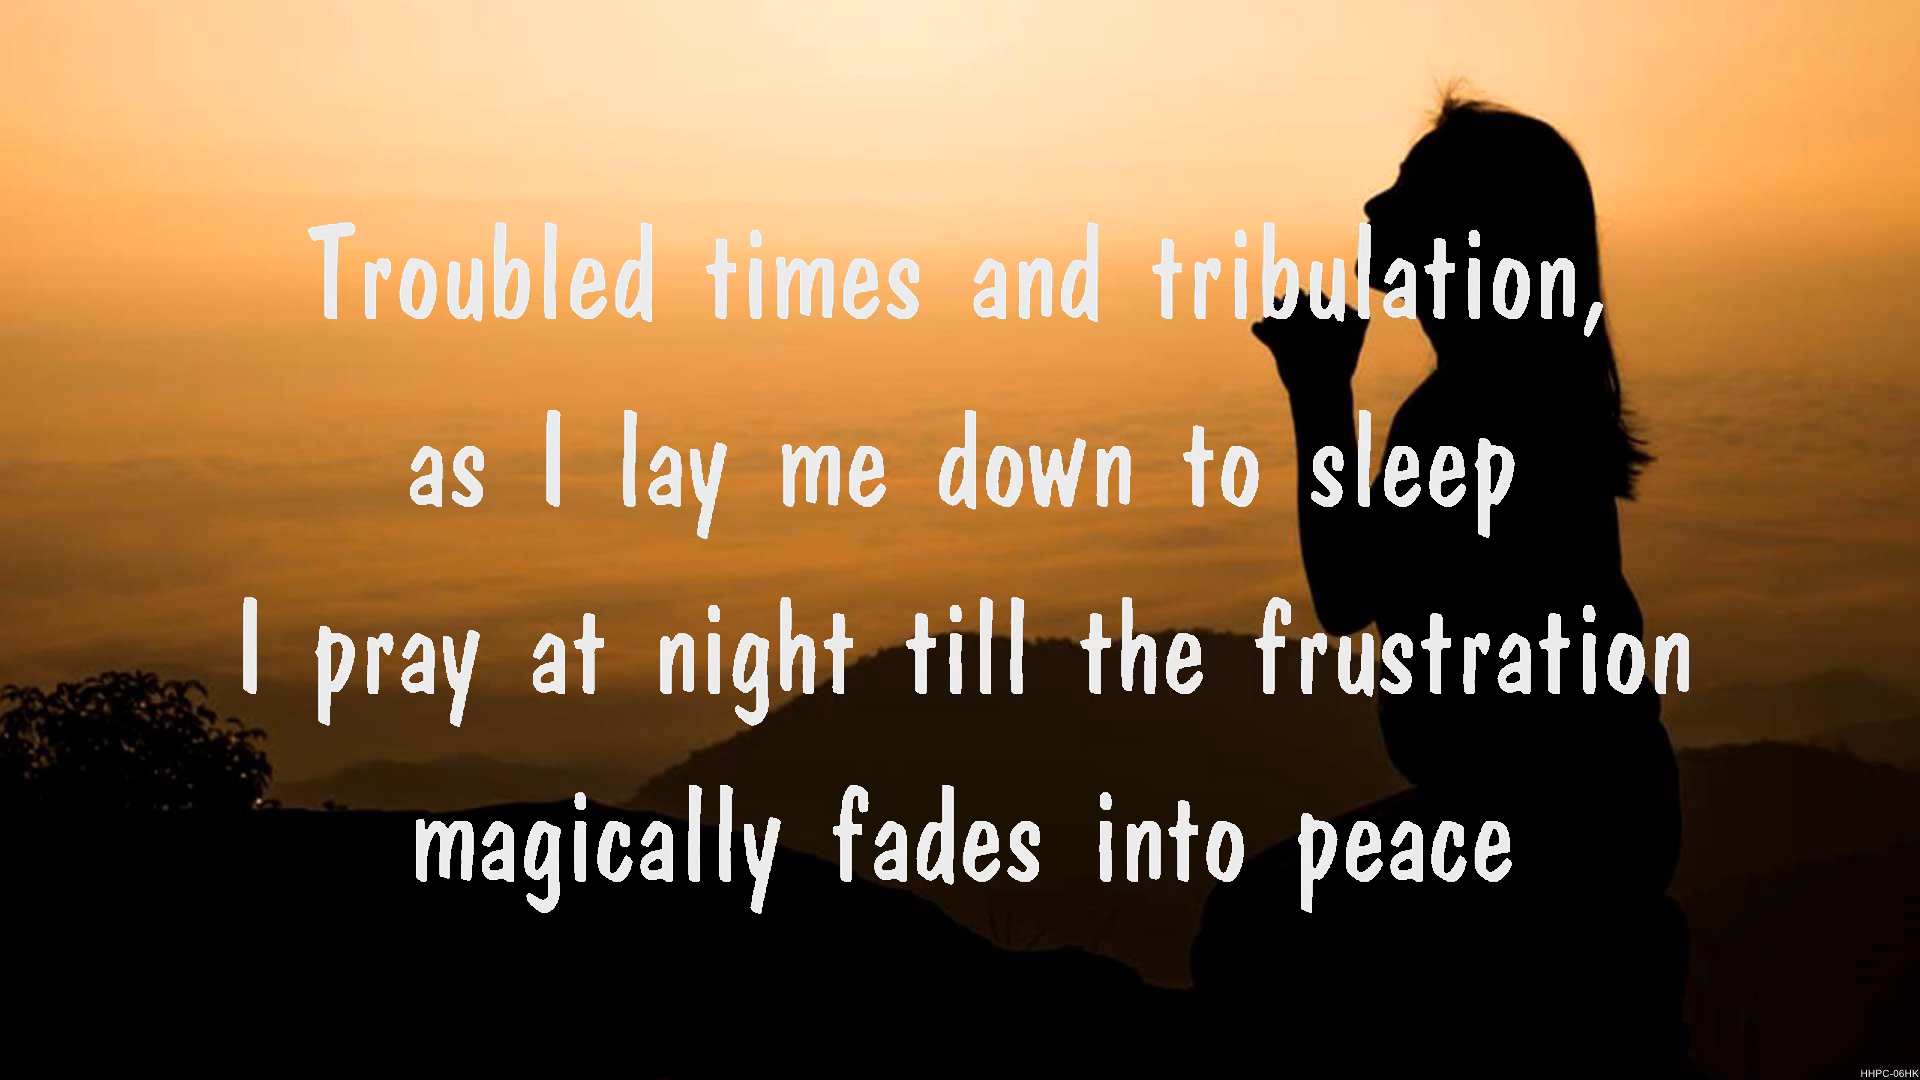 Troubled times and tribulation,
as I lay me down to sleep
I pray at night till the frustration
magically fades into peace
HHPC-06HK